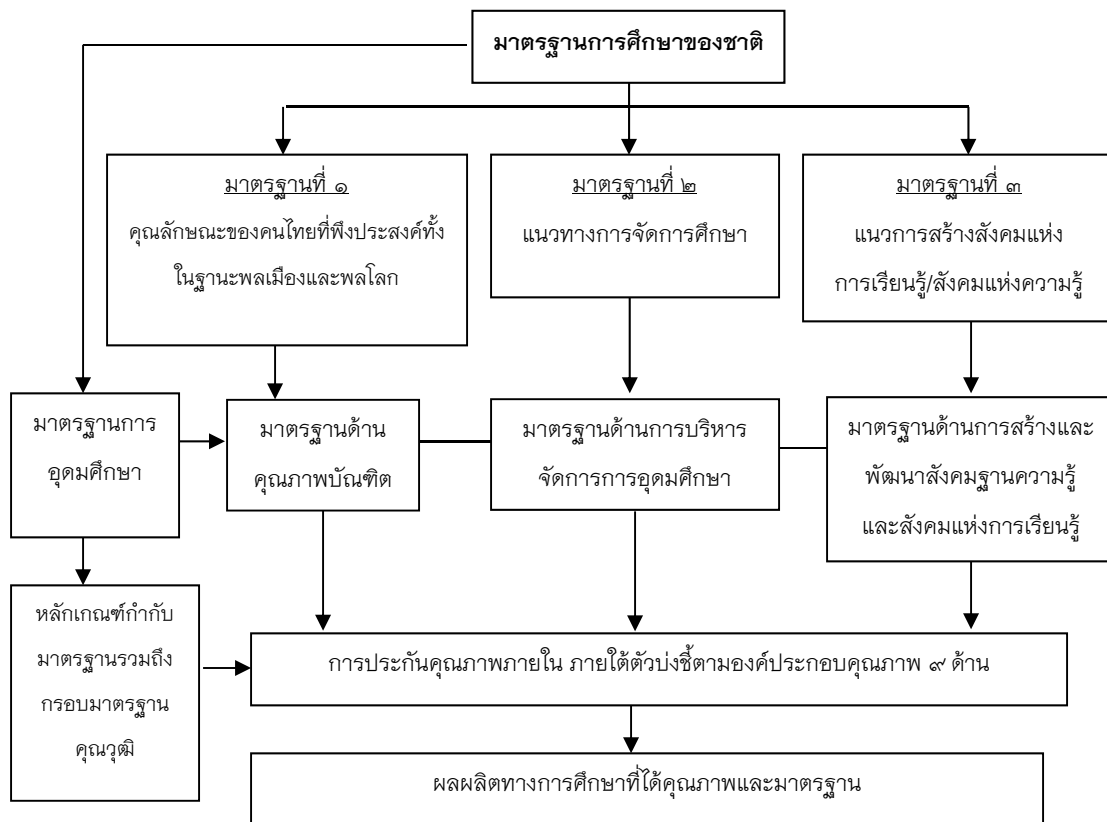 มาตรฐานการศึกษาของชาติ
มาตรฐานที่ ๑
คุณลักษณะของคนไทยที่พึงประสงค์ทั้ง
ในฐานะพลเมืองและพลโลก
มาตรฐานที่ ๒
แนวทางการจัดการศึกษา
มาตรฐานที่ ๓
แนวการสร้างสังคมแห่ง
การเรียนรู้/สังคมแห่งความรู้
มาตรฐานการ
อุดมศึกษา
มาตรฐานด้าน
คุณภาพบัณฑิต
มาตรฐานด้านการบริหาร
จัดการการอุดมศึกษา
มาตรฐานด้านการสร้างและ
พัฒนาสังคมฐานความรู้
และสังคมแห่งการเรียนรู้
หลักเกณฑ์กำกับ
มาตรฐานรวมถึง
กรอบมาตรฐาน
คุณวุฒิ
การประกันคุณภาพภายใน ภายใต้ตัวบ่งชี้ตามองค์ประกอบคุณภาพ ๙ ด้าน
ผลผลิตทางการศึกษาที่ได้คุณภาพและมาตรฐาน